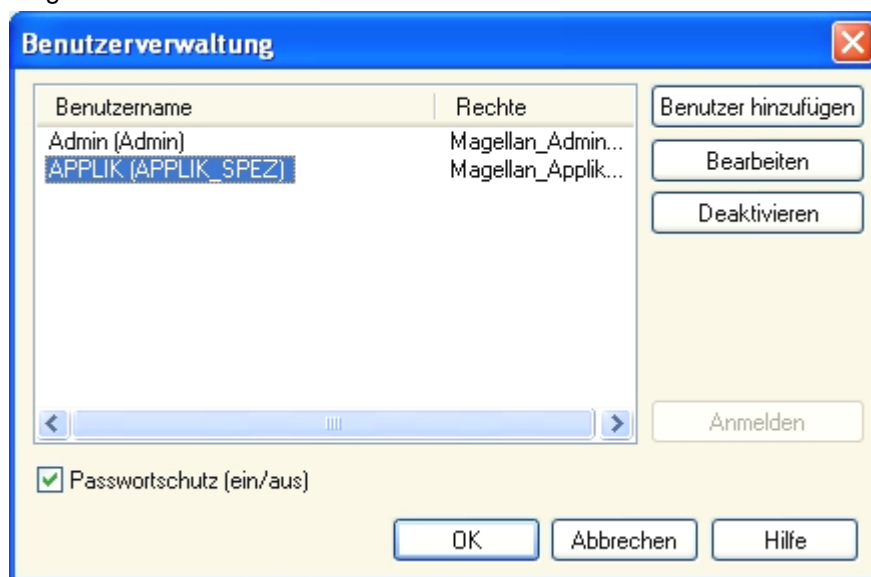 Benutzerverwaltung
Benutzername Rechte
Admin (Admin) Magellan_Admin...
APPLIK (APPLIK_SPEZ) Magellan_Applik...
Benutzer hinzufügen
Bearbeiten
Deaktivieren
Anmelden
Passwortschutz (ein/aus)
OK Abbrechen Hilfe